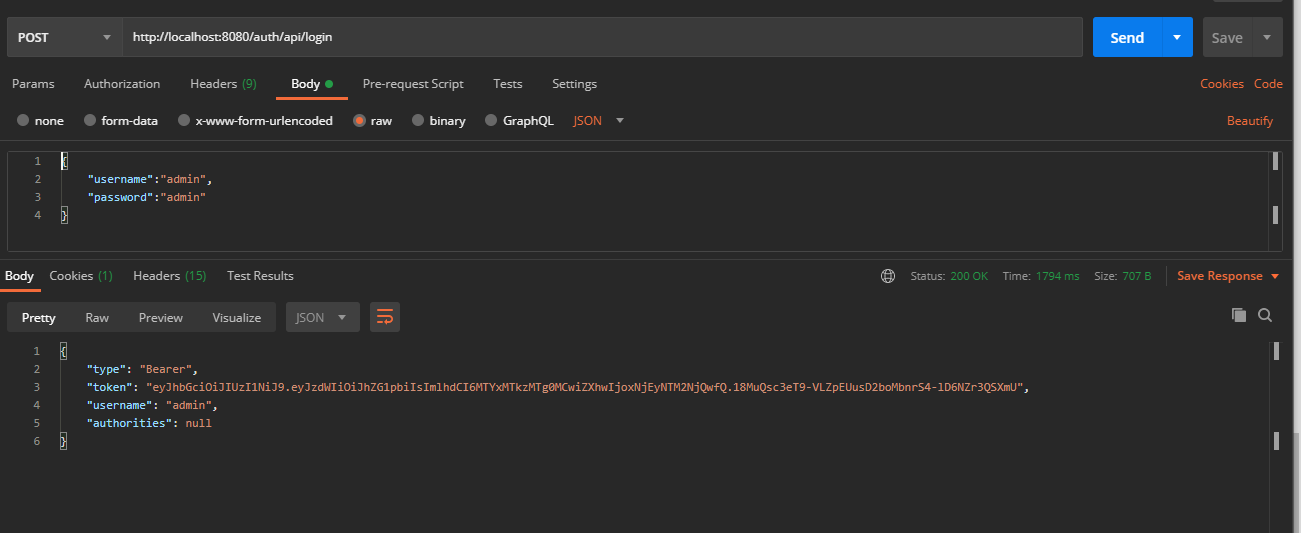 POST http://localhost:8080/auth/api/login Send Save
Params Authorization Headers (9) Body Pre-request Script Tests Settings Cookies Code
none form-data x-www-form-urlencoded raw binary GraphQL JSON Beautify
1 {
2 "username":"admin",
3 "password":"admin"
4 }
Body Cookies (1) Headers (15) Test Results Status: 200 OK Time: 1794 ms Size: 707 B Save Response
Pretty Raw Preview Visualize JSON
1 {
2 "type": "Bearer",
3 "token": "eyJhbGciOiJIUzI1NiJ9.eyJzdWIiOiJhZG1pbiIsImlhdCI6MTYxMTkzMTg0MCwiZXhwIjoxNjEyNTM2NjQwfQ.18MuQsc3eT9-VLZpEUusD2boMbnrS4-lD6NZr3QSXmU",
4 "username": "admin",
5 "authorities": null
6 }